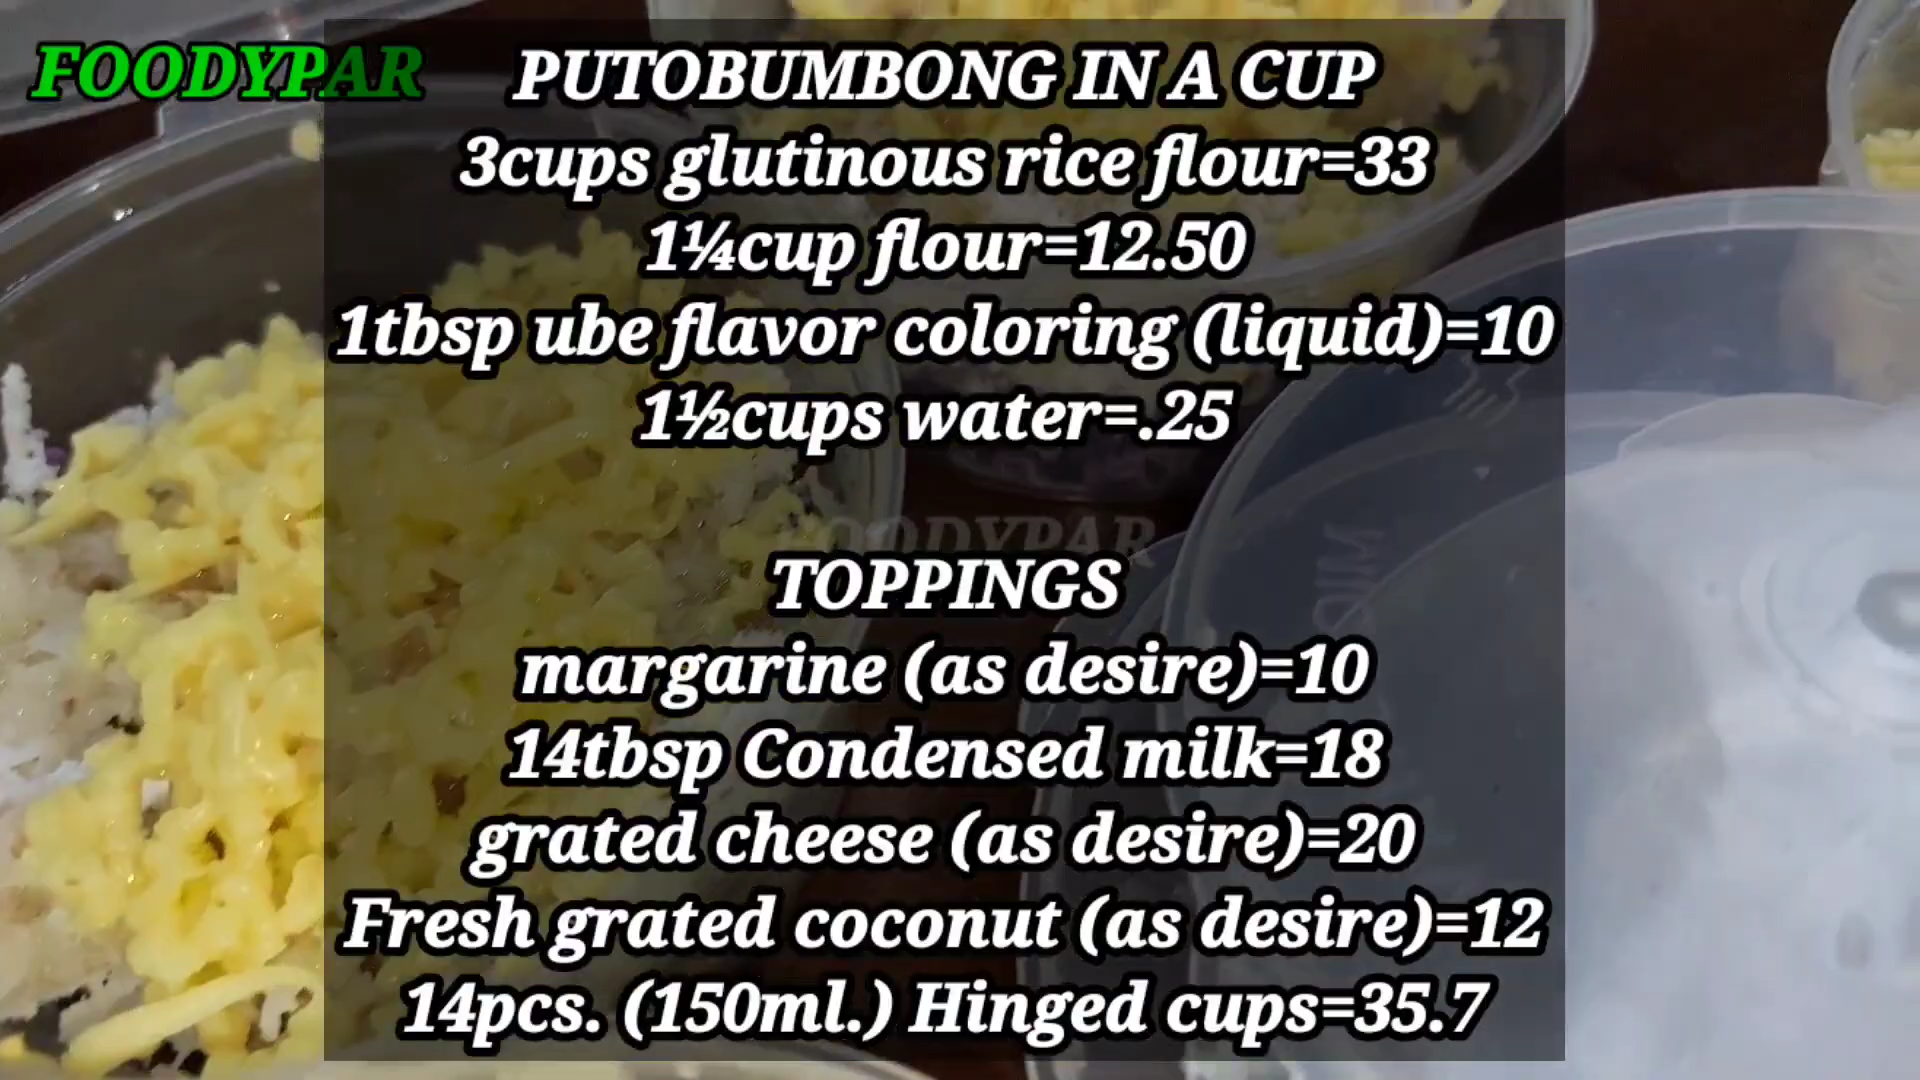 FOODYPAR
PUTOBUMBONG IN A CUP
3cups glutinous rice flour=33
1¼cup flour=12.50
1tbsp ube flavor coloring (liquid)=10
1½cups water=.25
FOODYPAR
TOPPINGS
margarine (as desire)=10
14tbsp Condensed milk=18
grated cheese (as desire)=20
Fresh grated coconut (as desire)=12
14pcs. (150ml.) Hinged cups=35.7